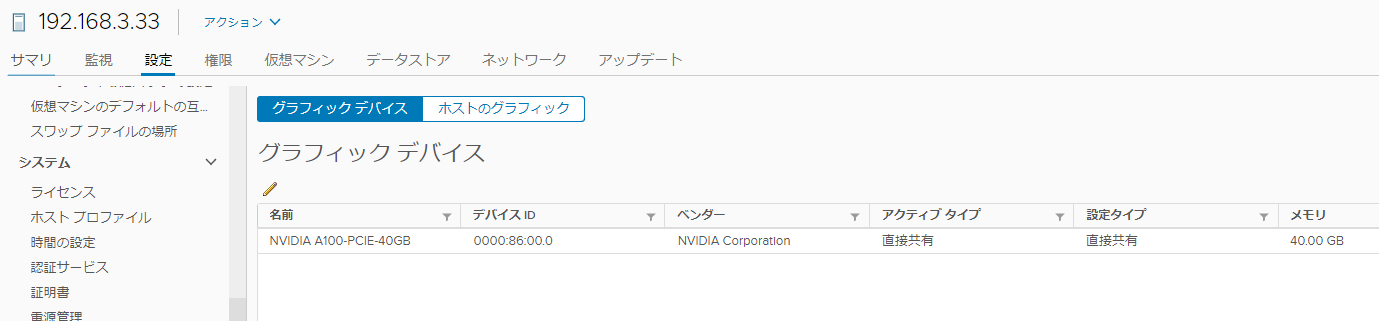 192.168.3.33 アクション
サマリ 監視 設定 権限 仮想マシン データストア ネットワーク アップデート
仮想マシンのデフォルトの互...
スワップ ファイルの場所
システム
ライセンス
ホスト プロファイル
時間の設定
認証サービス
証明書
電源管理
グラフィック デバイス ホストのグラフィック
グラフィック デバイス
名前 デバイス ID ベンダー アクティブ タイプ 設定タイプ メモリ
NVIDIA A100-PCIE-40GB 0000:86:00.0 NVIDIA Corporation 直接共有 直接共有 40.00 GB